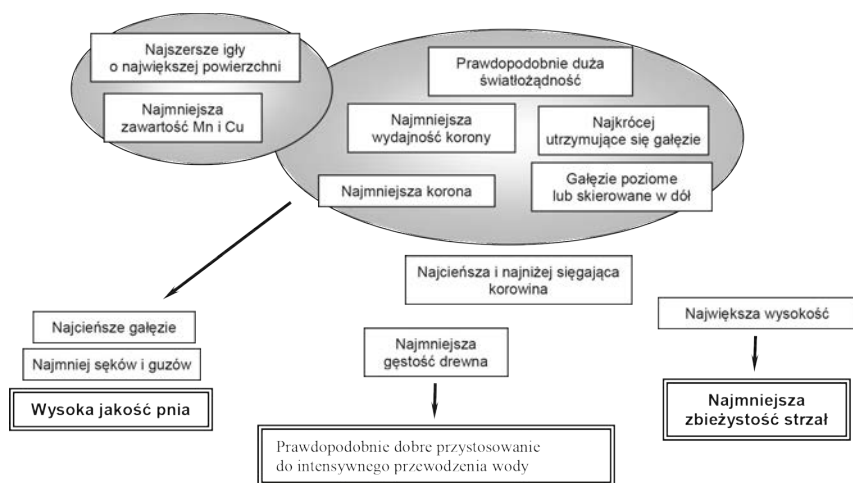 Najszersze igły
o największej powierzchni
Najmniejsza
zawartość Mn i Cu
Prawdopodobnie duża
światłożądność
Najmniejsza
wydajność korony
Najkrócej
utrzymujące się gałęzie
Najmniejsza korona
Gałęzie poziome
lub skierowane w dół
Najcieńsza i najniżej sięgająca
korowina
Najcieńsze gałęzie
Najmniej sęków i guzów
Wysoka jakość pnia
Najmniejsza
gęstość drewna
Prawdopodobnie dobre przystosowanie
do intensywnego przewodzenia wody
Największa wysokość
Najmniejsza
zbieżystość strzał